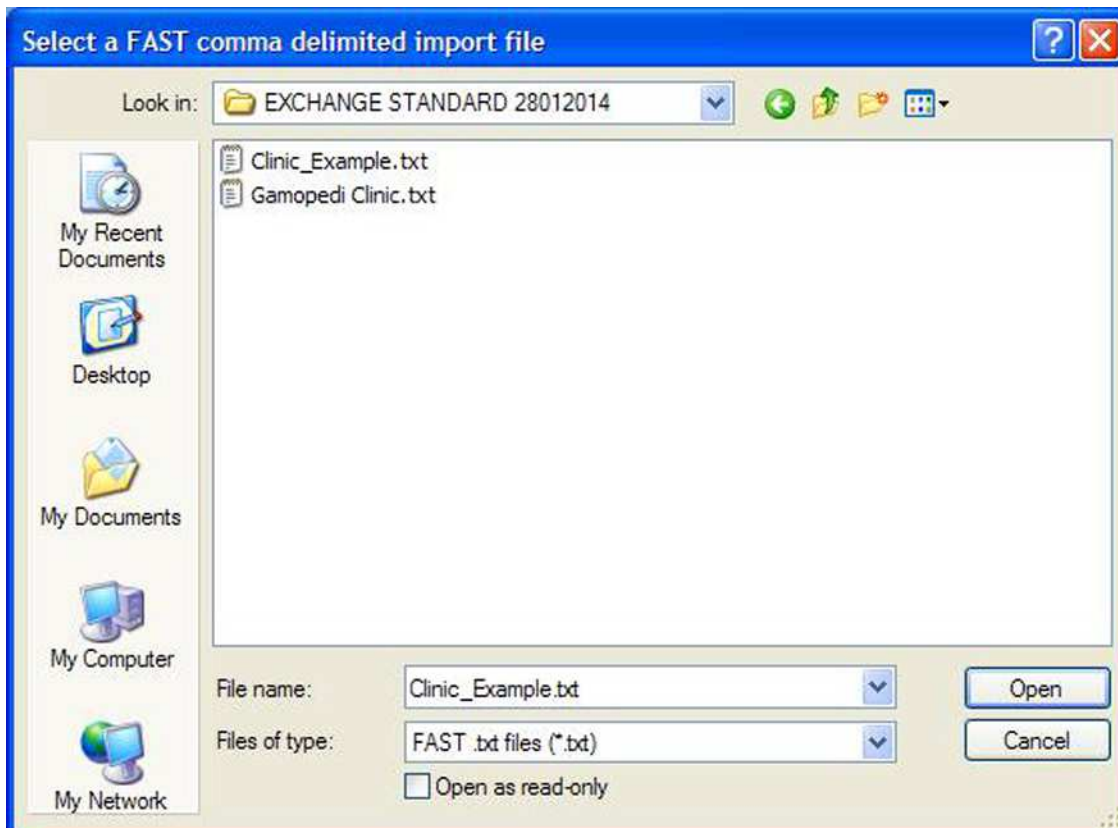 Select a FAST comma delimited import file
Look in: EXCHANGE STANDARD 28012014
Clinic_Example.txt
Gamopedi Clinic.txt
My Recent
Documents
Desktop
My Documents
My Computer
My Network
File name: Clinic_Example.txt Open
Files of type: FAST .txt files (*.txt) Cancel
Open as read-only